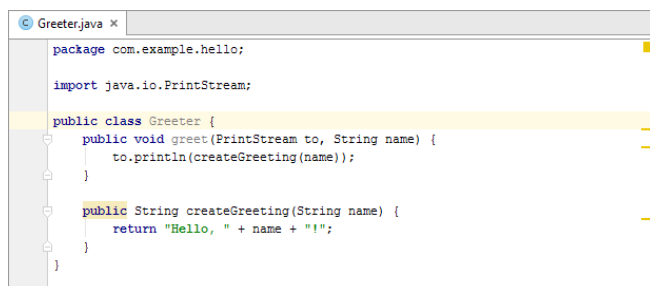 C Greeter.java ×
package com.example.hello;
import java.io.PrintStream;
public class Greeter {
public void greet(PrintStream to, String name) {
to.println(createGreeting(name));
}
public String createGreeting(String name) {
return "Hello, " + name + "!";
}
}